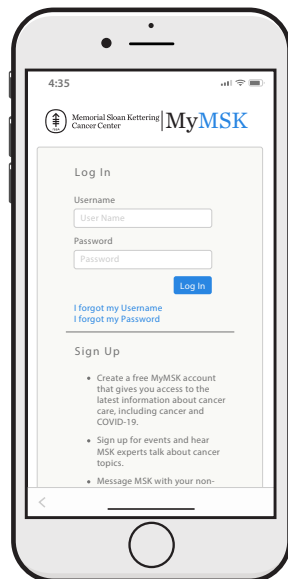 4:35
Memorial Sloan Kettering
Cancer Center
MyMSK
Log In
Username
User Name
Password
Password
Log In
I forgot my Username
I forgot my Password
Sign Up
• Create a free MyMSK account
that gives you access to the
latest information about cancer
care, including cancer and
COVID-19.
• Sign up for events and hear
MSK experts talk about cancer
topics.
• Message MSK with your non-